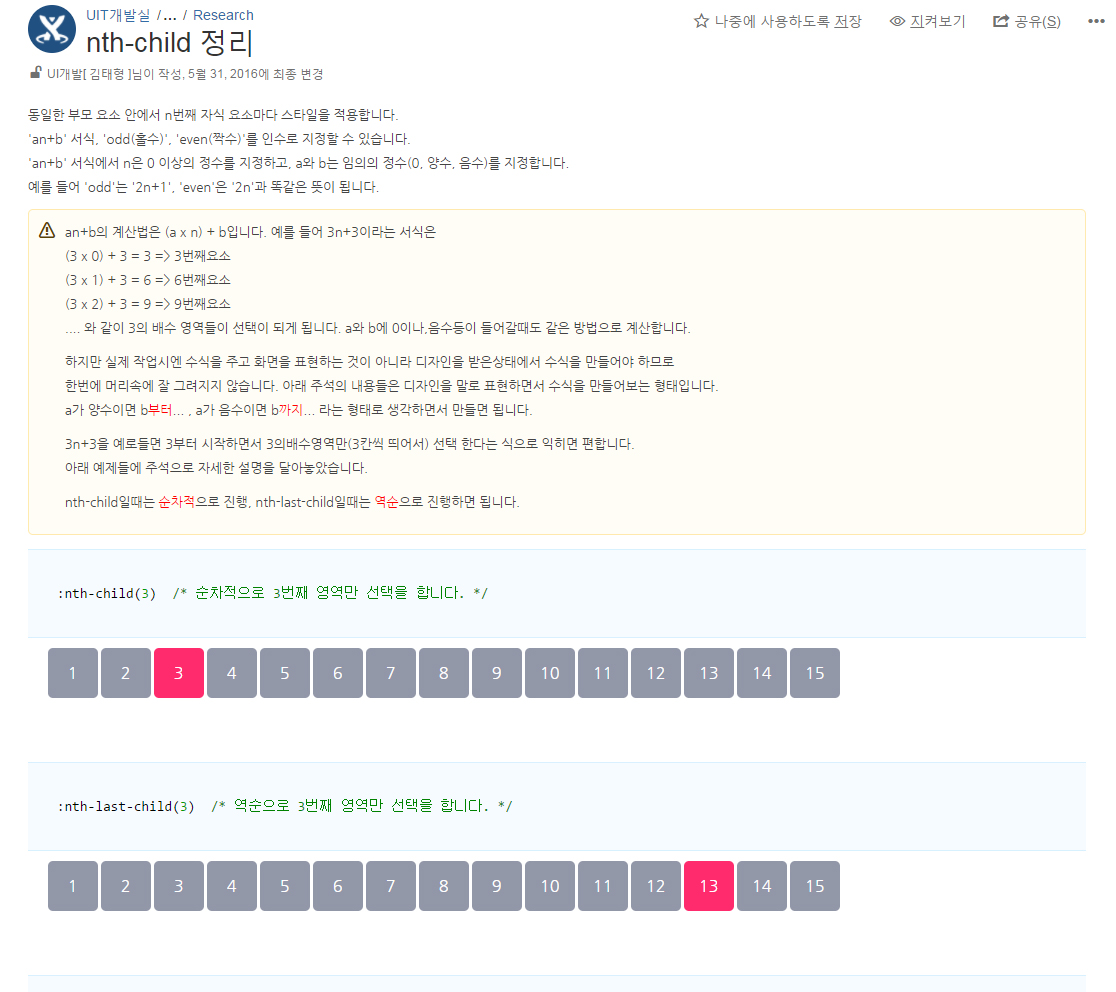 UIT개발실 /... / Research
나중에 사용하도록 저장 지켜보기 공유(S)
nth-child 정리
UI개발[ 김태형 ]님이 작성, 5월 31, 2016에 최종 변경
동일한 부모 요소 안에서 n번째 자식 요소마다 스타일을 적용합니다.
'an+b' 서식, 'odd(홀수)', 'even(짝수)'를 인수로 지정할 수 있습니다.
'an+b' 서식에서 n은 0 이상의 정수를 지정하고, a와 b는 임의의 정수(0, 양수, 음수)를 지정합니다.
예를 들어 'odd'는 '2n+1', 'even'은 '2n'과 똑같은 뜻이 됩니다.
an+b의 계산법은 (a x n) + b입니다. 예를 들어 3n+3이라는 서식은
(3 x 0) + 3 = 3 => 3번째요소
(3 x 1) + 3 = 6 => 6번째요소
(3 x 2) + 3 = 9 => 9번째요소
.... 와 같이 3의 배수 영역들이 선택이 되게 됩니다. a와 b에 0이나,음수등이 들어갈때도 같은 방법으로 계산합니다.
하지만 실제 작업시엔 수식을 주고 화면을 표현하는 것이 아니라 디자인을 받은상태에서 수식을 만들어야 하므로
한번에 머리속에 잘 그려지지 않습니다. 아래 주석의 내용들은 디자인을 말로 표현하면서 수식을 만들어보는 형태입니다.
a가 양수이면 b부터... , a가 음수이면 b까지... 라는 형태로 생각하면서 만들면 됩니다.
3n+3을 예로들면 3부터 시작하면서 3의배수영역만(3칸씩 띄어서) 선택 한다는 식으로 익히면 편합니다.
아래 예제들에 주석으로 자세한 설명을 달아놓았습니다.
nth-child일때는 순차적으로 진행, nth-last-child일때는 역순으로 진행하면 됩니다.
:nth-child(3) /* 순차적으로 3번째 영역만 선택을 합니다. */
1 2 3 4 5 6 7 8 9 10 11 12 13 14 15
:nth-last-child(3) /* 역순으로 3번째 영역만 선택을 합니다. */
1 2 3 4 5 6 7 8 9 10 11 12 13 14 15